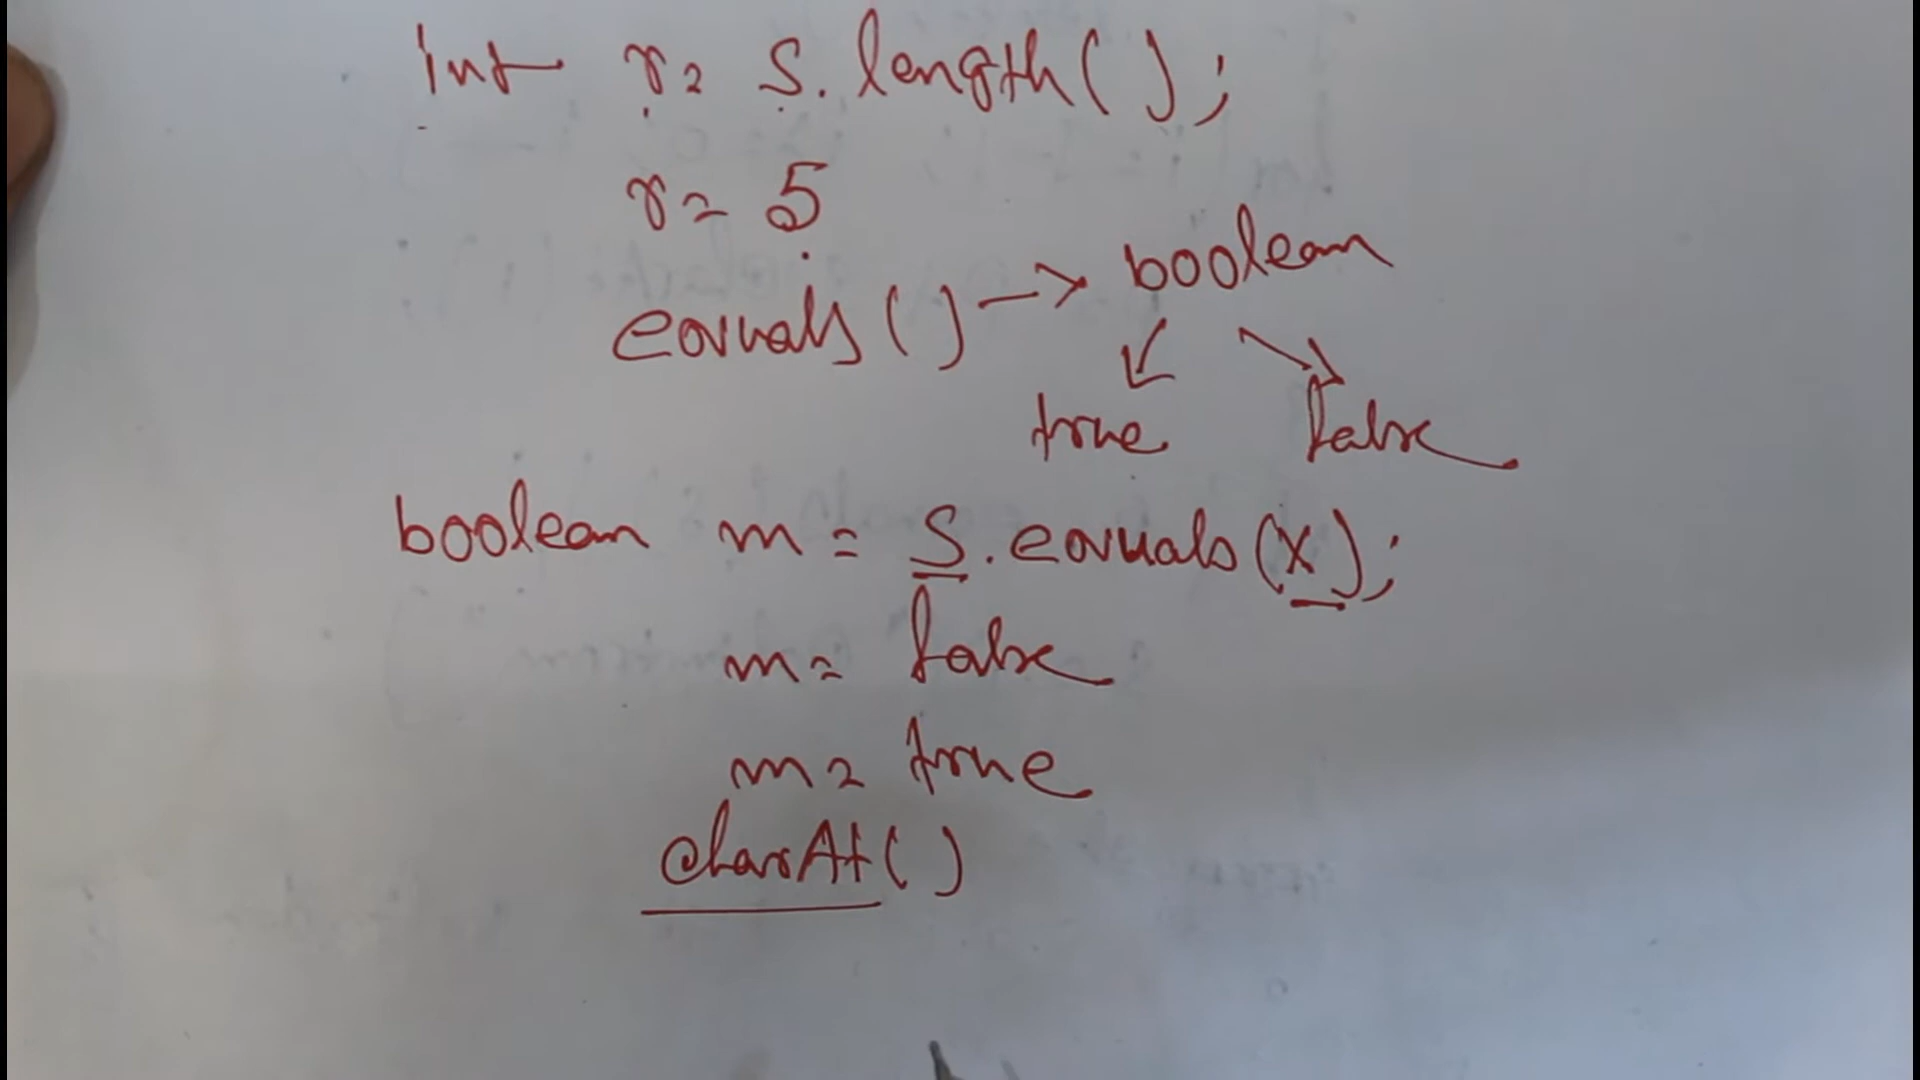 int r= s.length();
r= 5
equals() -> boolean
true false
boolean m = s.equals(x);
m= false
m= true
charAt()